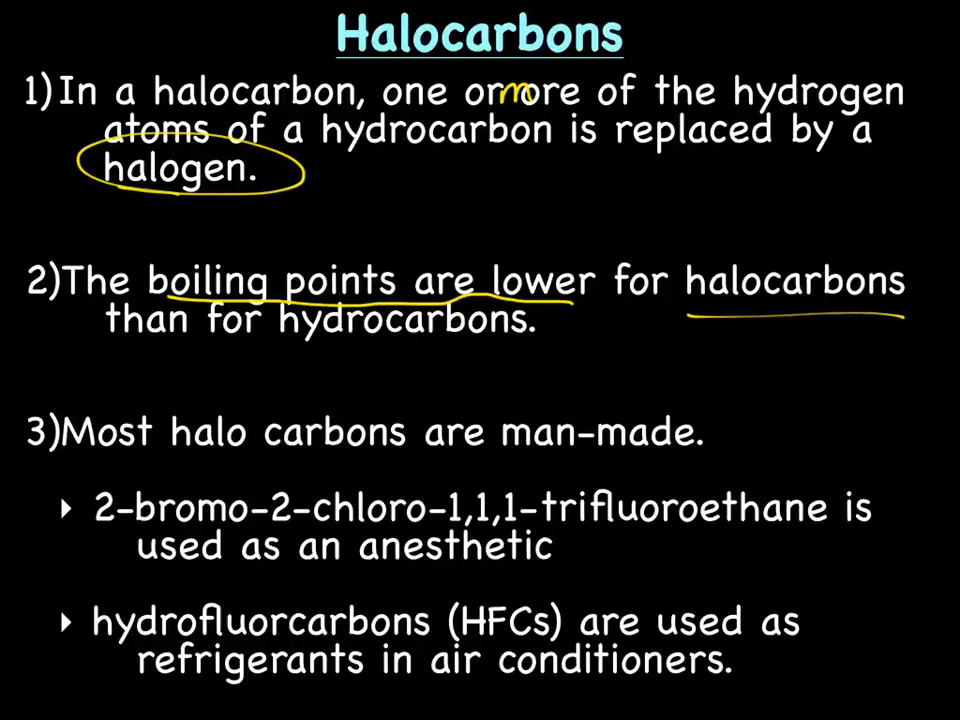 Halocarbons
1) In a halocarbon, one or more of the hydrogen
atoms of a hydrocarbon is replaced by a
halogen.
2)The boiling points are lower for halocarbons
than for hydrocarbons.
3)Most halo carbons are man-made.
‣ 2-bromo-2-chloro-1,1,1-trifluoroethane is
used as an anesthetic
‣ hydrofluorcarbons (HFCs) are used as
refrigerants in air conditioners.